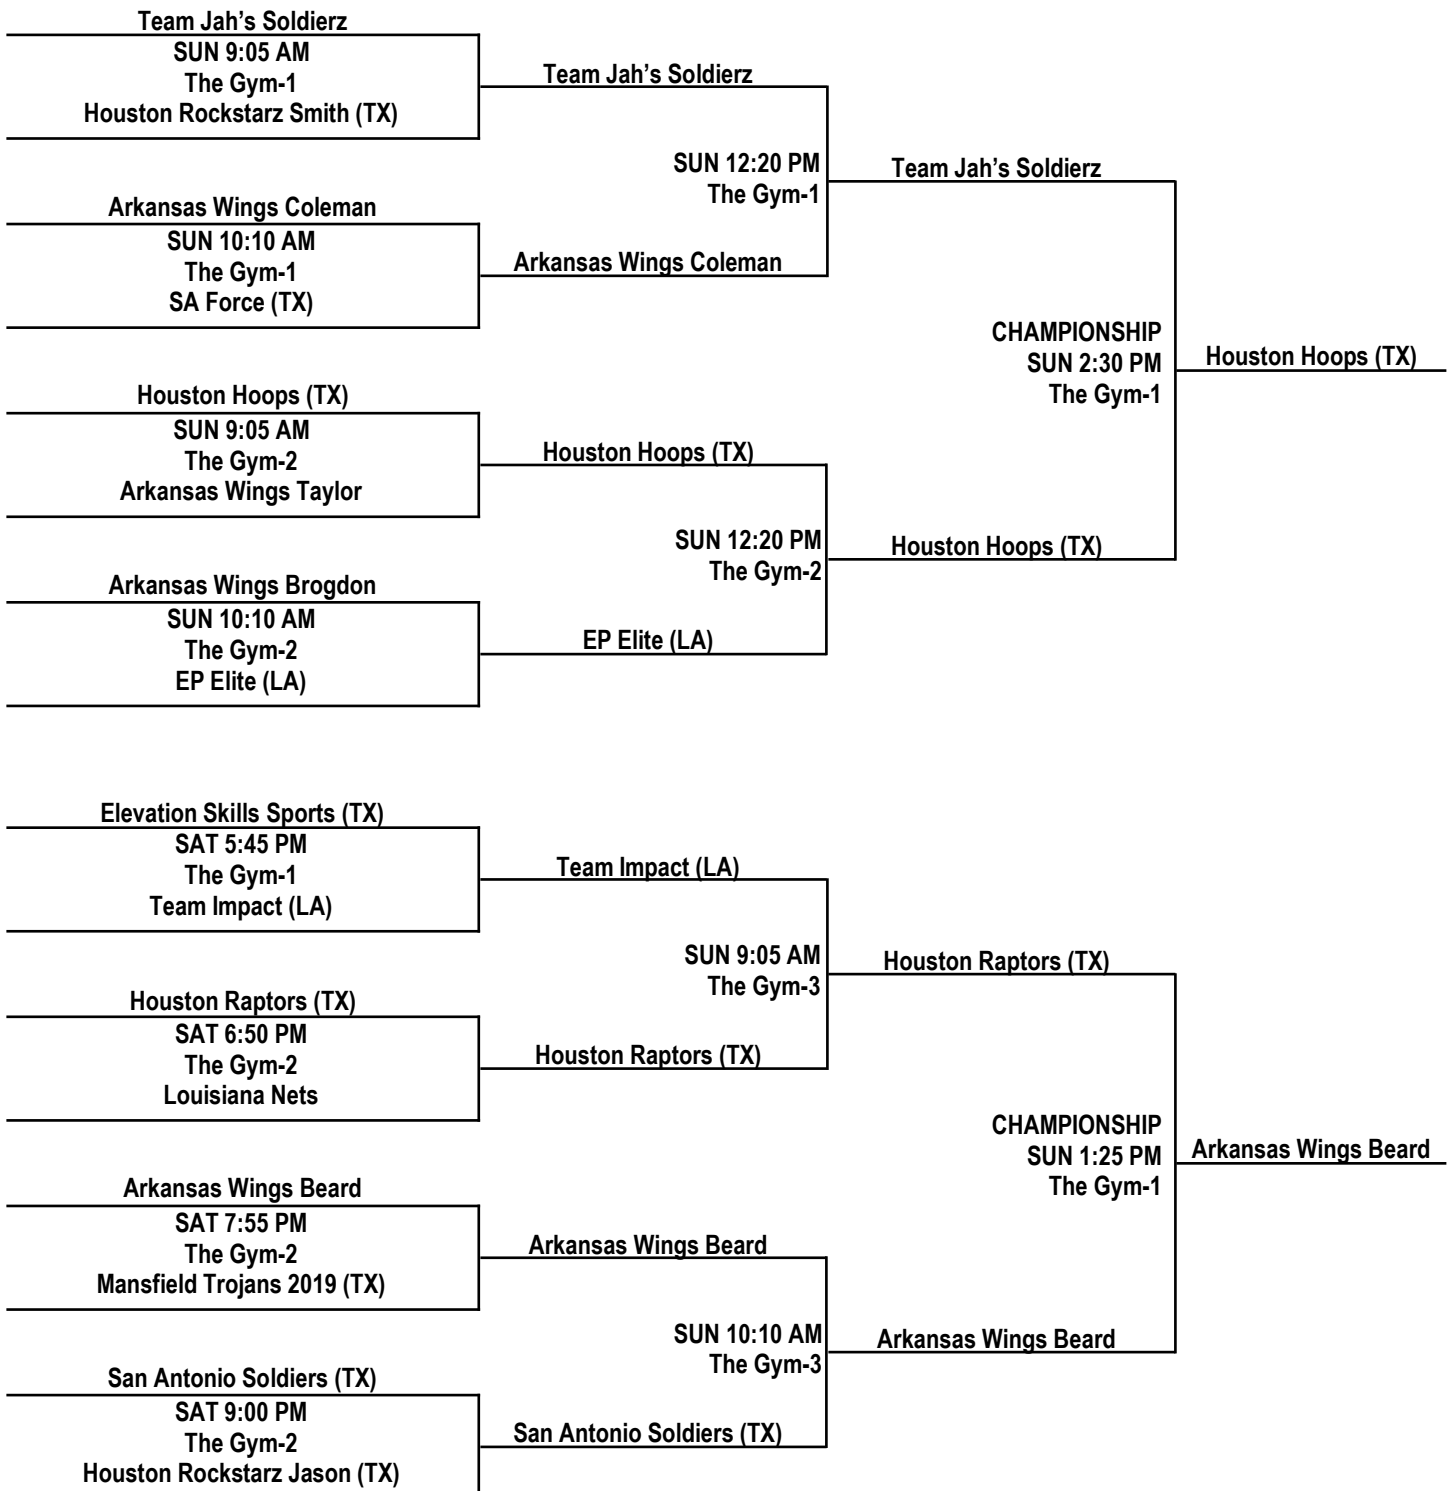 Team Jah’s Soldierz
SUN 9:05 AM
The Gym-1
Houston Rockstarz Smith (TX)
Team Jah’s Soldierz
SUN 12:20 PM
The Gym-1
Team Jah’s Soldierz
Arkansas Wings Coleman
SUN 10:10 AM
The Gym-1
SA Force (TX)
Arkansas Wings Coleman
CHAMPIONSHIP
SUN 2:30 PM
The Gym-1
Houston Hoops (TX)
Houston Hoops (TX)
SUN 9:05 AM
The Gym-2
Arkansas Wings Taylor
Houston Hoops (TX)
SUN 12:20 PM
The Gym-2
Houston Hoops (TX)
Arkansas Wings Brogdon
SUN 10:10 AM
The Gym-2
EP Elite (LA)
EP Elite (LA)
Elevation Skills Sports (TX)
SAT 5:45 PM
The Gym-1
Team Impact (LA)
Team Impact (LA)
SUN 9:05 AM
The Gym-3
Houston Raptors (TX)
Houston Raptors (TX)
SAT 6:50 PM
The Gym-2
Louisiana Nets
Houston Raptors (TX)
CHAMPIONSHIP
SUN 1:25 PM
The Gym-1
Arkansas Wings Beard
Arkansas Wings Beard
SAT 7:55 PM
The Gym-2
Mansfield Trojans 2019 (TX)
Arkansas Wings Beard
SUN 10:10 AM
The Gym-3
Arkansas Wings Beard
San Antonio Soldiers (TX)
SAT 9:00 PM
The Gym-2
Houston Rockstarz Jason (TX)
San Antonio Soldiers (TX)